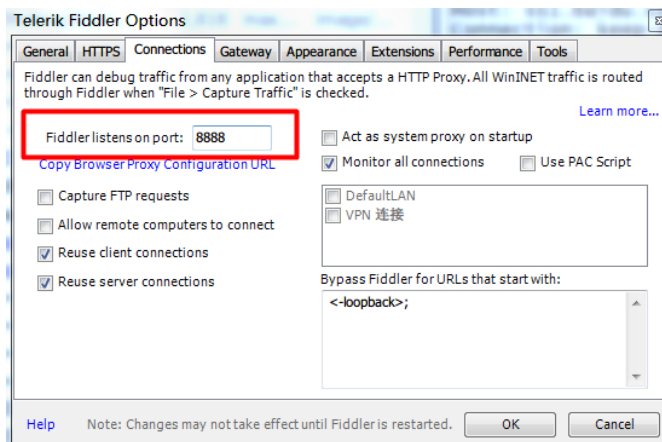 Telerik Fiddler Options
General HTTPS Connections Gateway Appearance Extensions Performance Tools
Fiddler can debug traffic from any application that accepts a HTTP Proxy. All WinINET traffic is routed
through Fiddler when "File > Capture Traffic" is checked.
Learn more...
Fiddler listens on port: 8888
Copy Browser Proxy Configuration URL
Capture FTP requests
Allow remote computers to connect
Reuse client connections
Reuse server connections
Act as system proxy on startup
Monitor all connections Use PAC Script
DefaultLAN
VPN 连接
Bypass Fiddler for URLs that start with:
<-loopback>;
Help Note: Changes may not take effect until Fiddler is restarted. OK Cancel